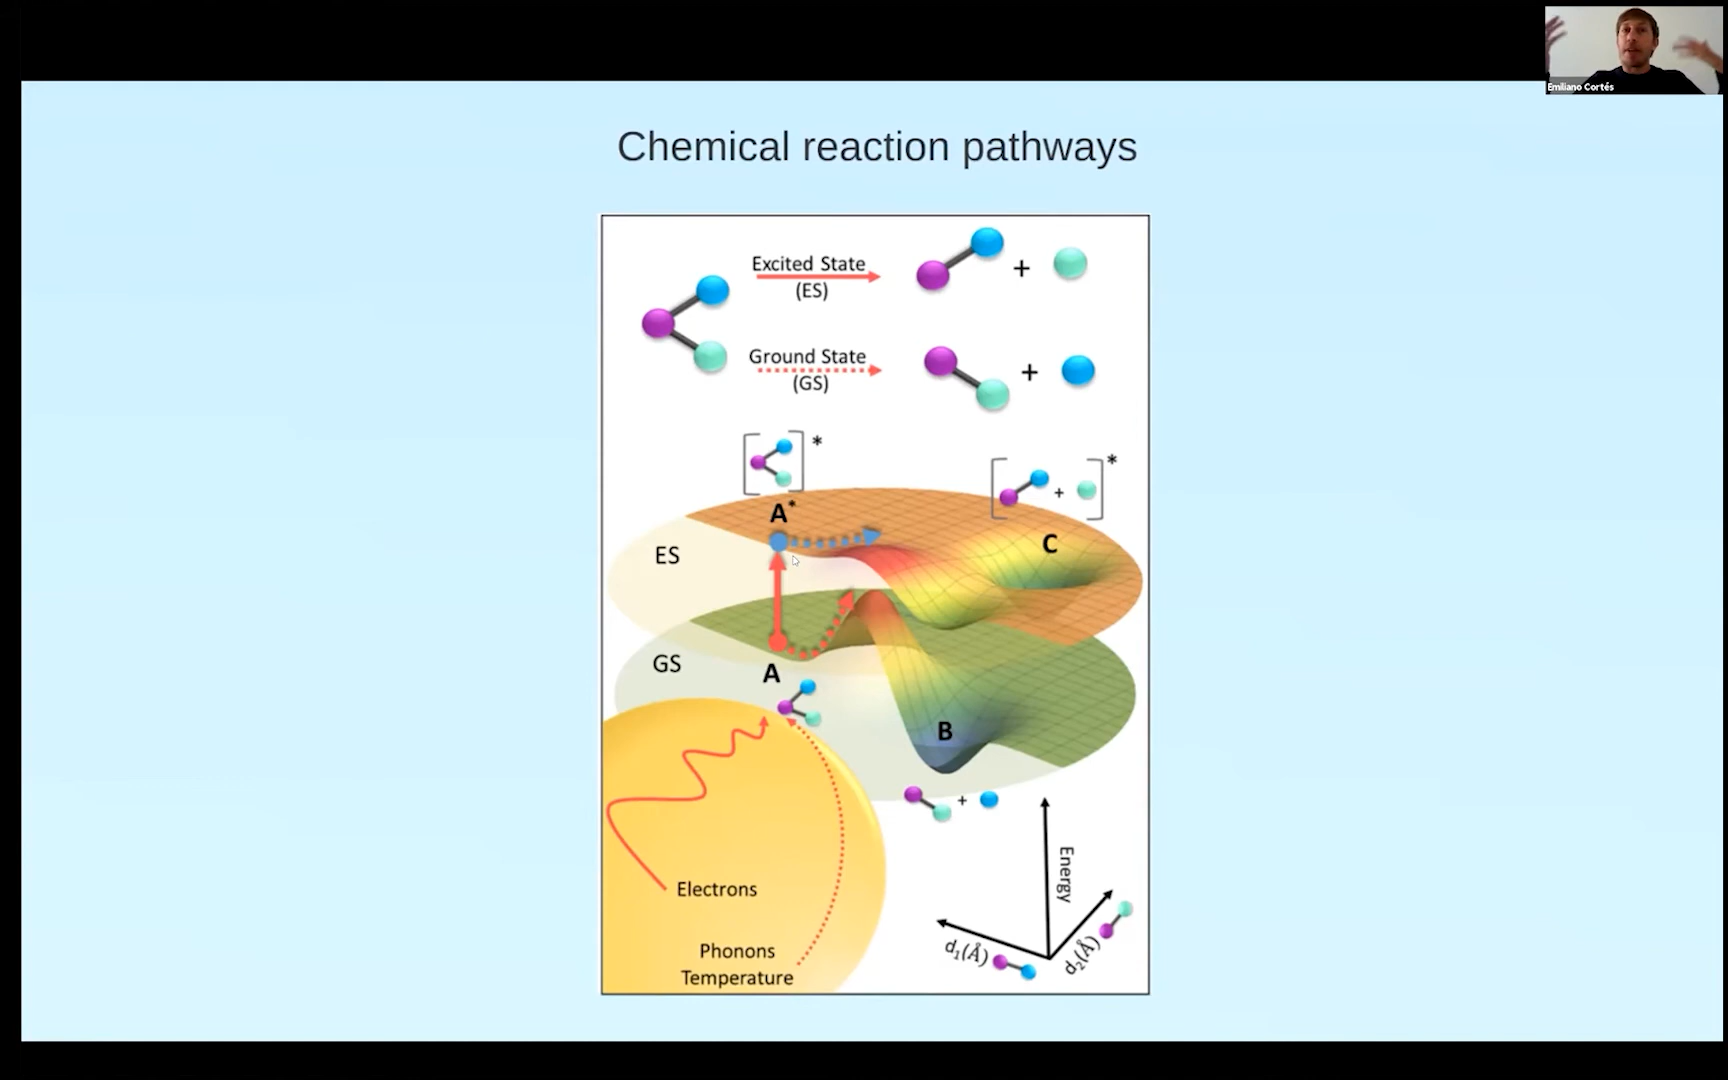 Emiliano Cortés
Chemical reaction pathways
Excited State
(ES)
+
Ground State
(GS)
+
*
*
+
A*
C
ES
GS
A
B
+
Electrons
Phonons
Temperature
Energy
d₁(Å)
d₂(Å)